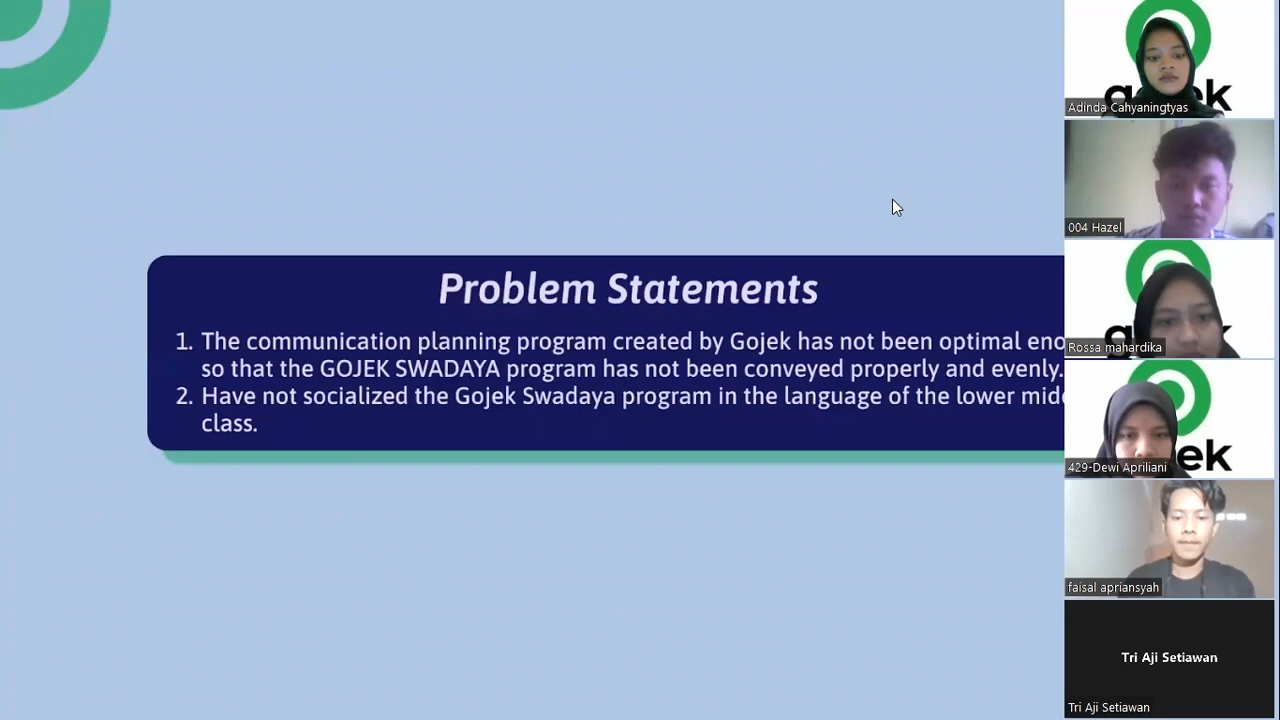 Problem Statements
1. The communication planning program created by Gojek has not been optimal eno
so that the GOJEK SWADAYA program has not been conveyed properly and evenly.
2. Have not socialized the Gojek Swadaya program in the language of the lower mid
class.
g ek
Adinda Cahyaningtyas
004 Hazel
g
Rossa mahardika
ek
429-Dewi Apriliani
faisal apriansyah
Tri Aji Setiawan
Tri Aji Setiawan